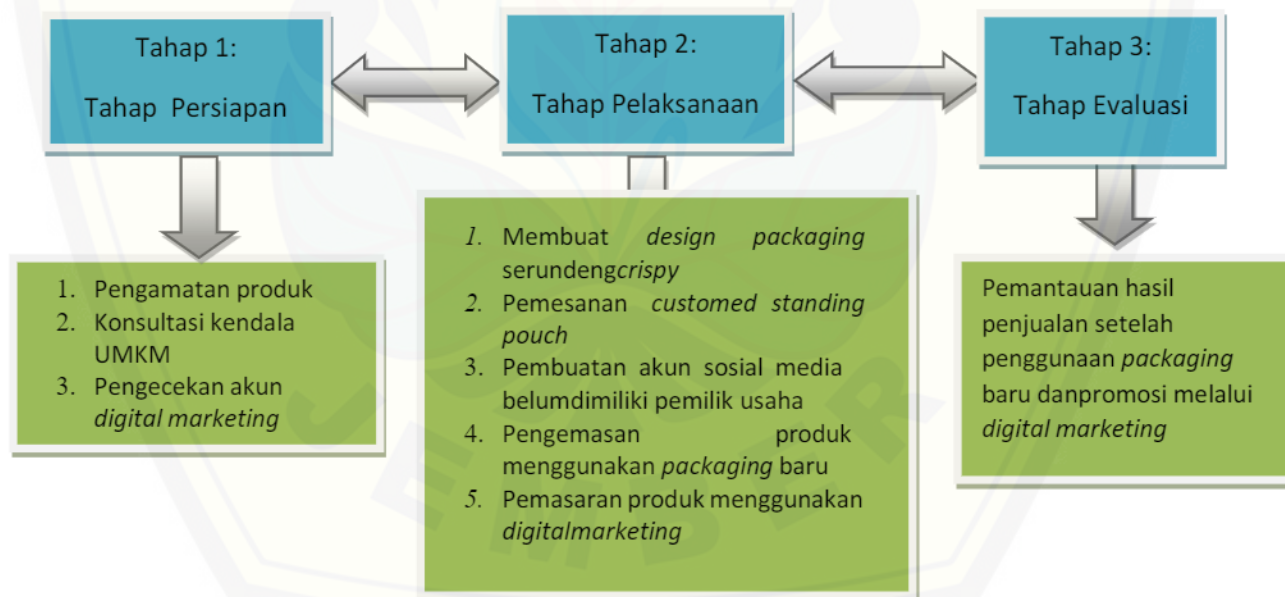 Tahap 1:
Tahap Persiapan
Tahap 2:
Tahap Pelaksanaan
Tahap 3:
Tahap Evaluasi
1. Pengamatan produk
2. Konsultasi kendala
UMKM
3. Pengecekan akun
digital marketing
1. Membuat design packaging
serundengcrispy
2. Pemesanan customed standing
pouch
3. Pembuatan akun sosial media
belumdimiliki pemilik usaha
4. Pengemasan produk
menggunakan packaging baru
5. Pemasaran produk menggunakan
digitalmarketing
Pemantauan hasil
penjualan setelah
penggunaan packaging
baru danpromosi melalui
digital marketing
JEMBER